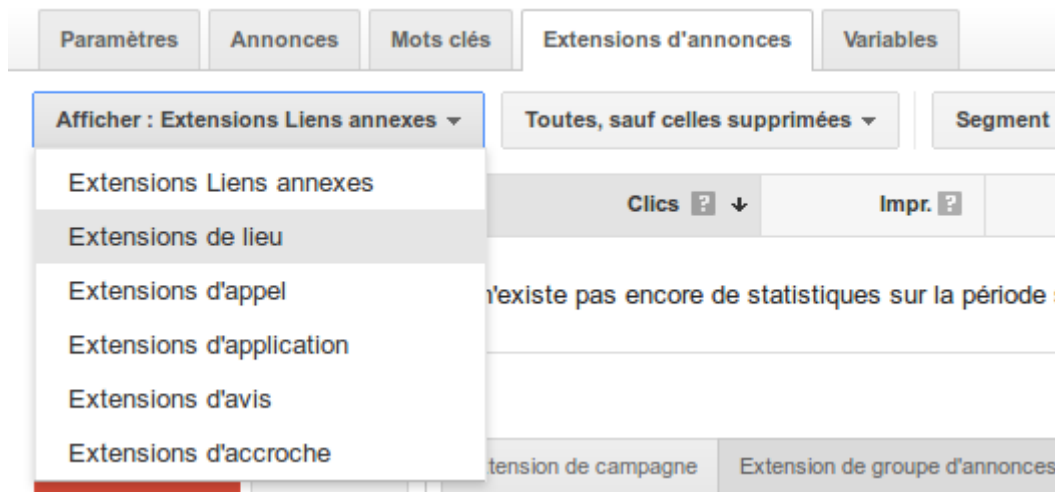 Paramètres Annonces Mots clés Extensions d'annonces Variables
Afficher : Extensions Liens annexes Toutes, sauf celles supprimées Segment
Extensions Liens annexes
Clics ? Impr. ?
Extensions de lieu
Extensions d'appel
n'existe pas encore de statistiques sur la période
Extensions d'application
Extensions d'avis
Extensions d'accroche
tension de campagne Extension de groupe d'annonces